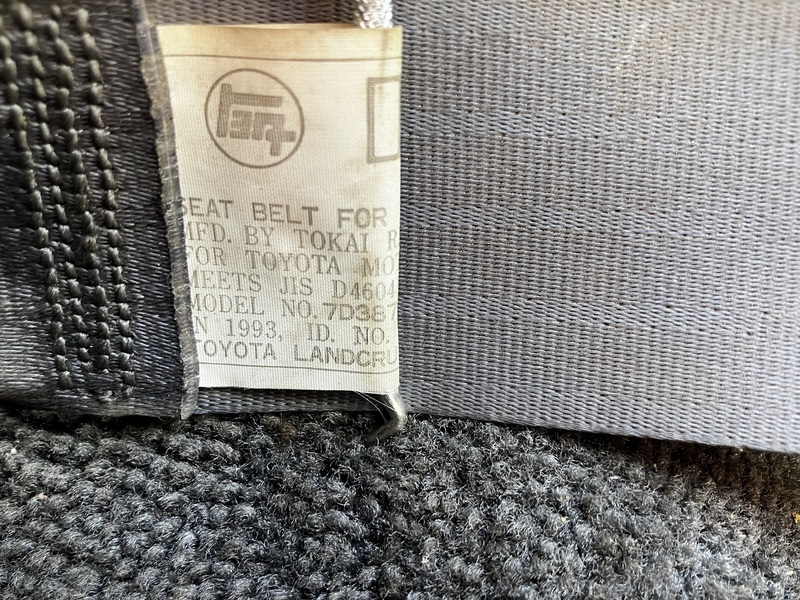 トヨタ
SEAT BELT FOR
MFD. BY TOKAI R
FOR TOYOTA MO
MEETS JIS D4604
MODEL NO. 7D387
N 1993, ID. NO.
TOYOTA LANDCRU